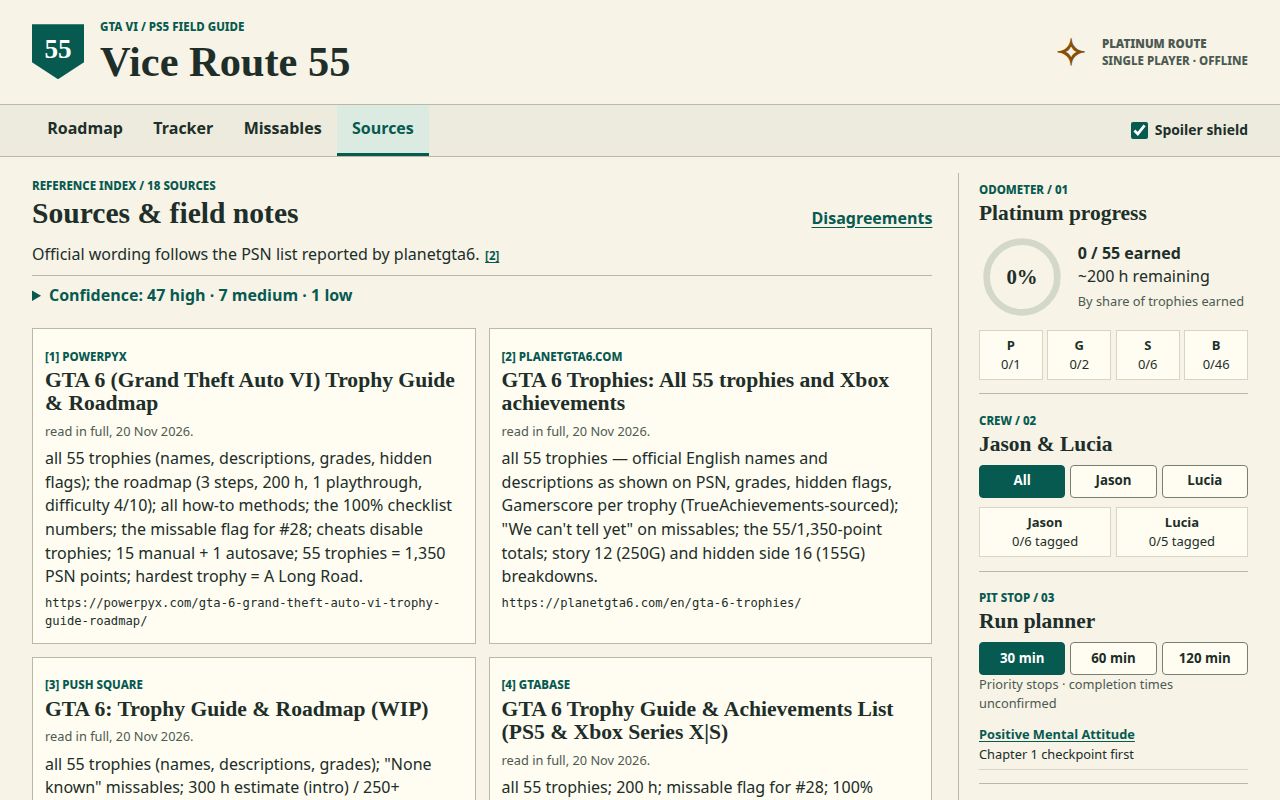 55
GTA VI / PS5 FIELD GUIDE
Vice Route 55
PLATINUM ROUTE
SINGLE PLAYER · OFFLINE
Roadmap
Tracker
Missables
Sources
Spoiler shield
REFERENCE INDEX / 18 SOURCES
Sources & field notes
Disagreements
Official wording follows the PSN list reported by planetgta6. [2]
Confidence: 47 high · 7 medium · 1 low
[1] POWERPYX
GTA 6 (Grand Theft Auto VI) Trophy Guide
& Roadmap
read in full, 20 Nov 2026.
all 55 trophies (names, descriptions, grades, hidden
flags); the roadmap (3 steps, 200 h, 1 playthrough,
difficulty 4/10); all how-to methods; the 100% checklist
numbers; the missable flag for #28; cheats disable
trophies; 15 manual + 1 autosave; 55 trophies = 1,350
PSN points; hardest trophy = A Long Road.
https://powerpyx.com/gta-6-grand-theft-auto-vi-trophy-
guide-roadmap/
[2] PLANETGTA6.COM
GTA 6 Trophies: All 55 trophies and Xbox
achievements
read in full, 20 Nov 2026.
all 55 trophies — official English names and
descriptions as shown on PSN, grades, hidden flags,
Gamerscore per trophy (TrueAchievements-sourced);
"We can't tell yet" on missables; the 55/1,350-point
totals; story 12 (250G) and hidden side 16 (155G)
breakdowns.
https://planetgta6.com/en/gta-6-trophies/
[3] PUSH SQUARE
GTA 6: Trophy Guide & Roadmap (WIP)
read in full, 20 Nov 2026.
all 55 trophies (names, descriptions, grades); "None
known" missables; 300 h estimate (intro) / 250+
[4] GTABASE
GTA 6 Trophy Guide & Achievements List
(PS5 & Xbox Series X|S)
read in full, 20 Nov 2026.
all 55 trophies; 200 h; missable flag for #28; 100%
ODOMETER / 01
Platinum progress
0%
0 / 55 earned
~200 h remaining
By share of trophies earned
P
0/1
G
0/2
S
0/6
B
0/46
CREW / 02
Jason & Lucia
All
Jason
Lucia
Jason
0/6 tagged
Lucia
0/5 tagged
PIT STOP / 03
Run planner
30 min
60 min
120 min
Priority stops · completion times
unconfirmed
Positive Mental Attitude
Chapter 1 checkpoint first